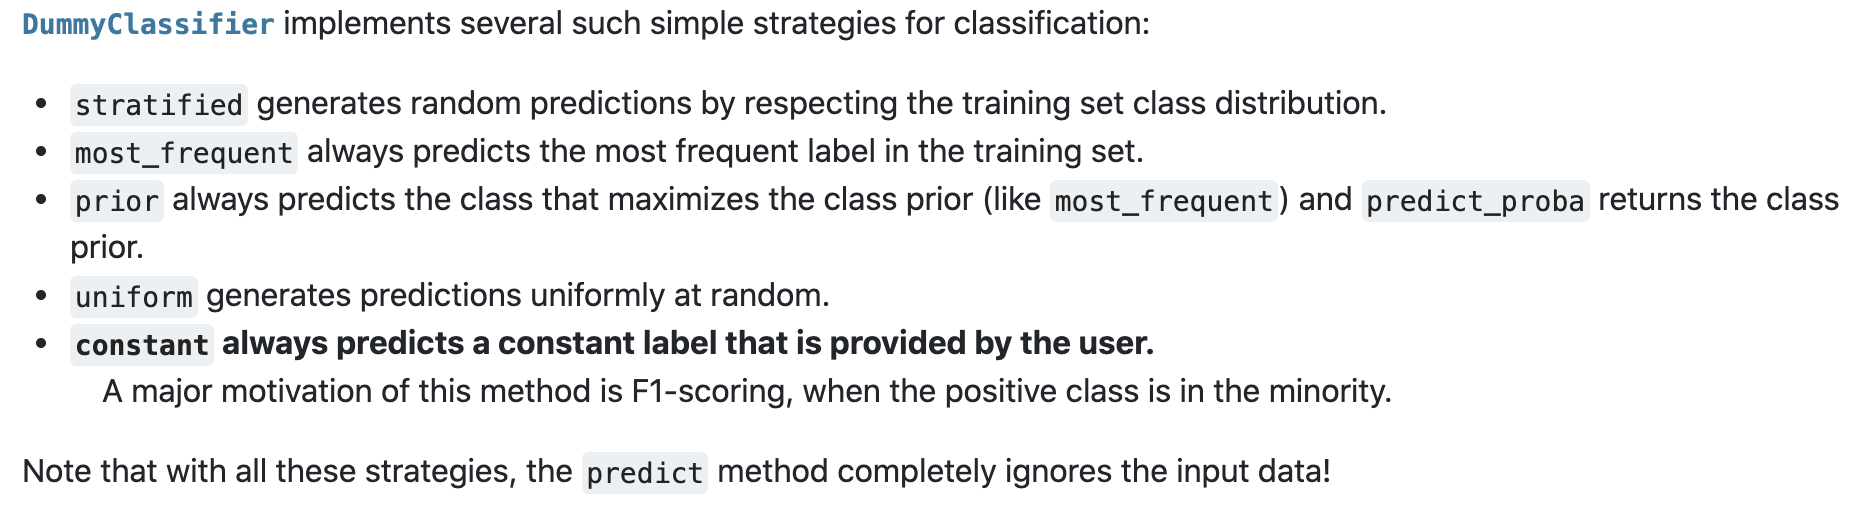 DummyClassifier implements several such simple strategies for classification:
• stratified generates random predictions by respecting the training set class distribution.
• most_frequent always predicts the most frequent label in the training set.
• prior always predicts the class that maximizes the class prior (like most_frequent) and predict_proba returns the class
prior.
• uniform generates predictions uniformly at random.
• constant always predicts a constant label that is provided by the user.
A major motivation of this method is F1-scoring, when the positive class is in the minority.
Note that with all these strategies, the predict method completely ignores the input data!